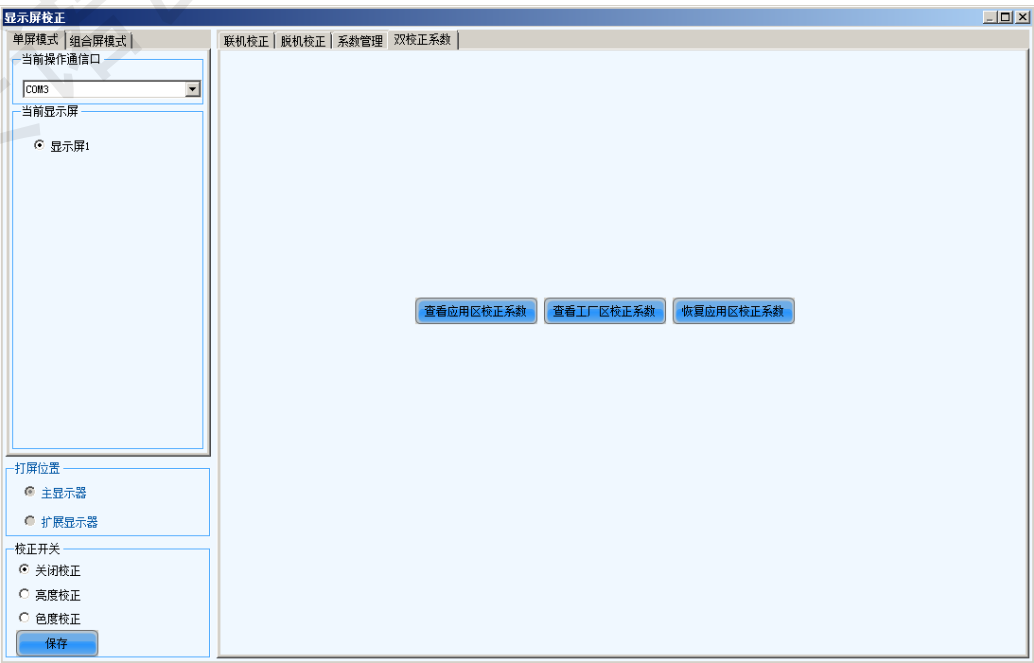 显示屏校正
单屏模式 组合屏模式
联机校正 脱机校正 系数管理 双校正系数
当前操作通信口
COM3
当前显示屏
显示屏1
查看应用区校正系数 查看工厂区校正系数 恢复应用区校正系数
打屏位置
主显示器
扩展显示器
校正开关
关闭校正
亮度校正
色度校正
保存